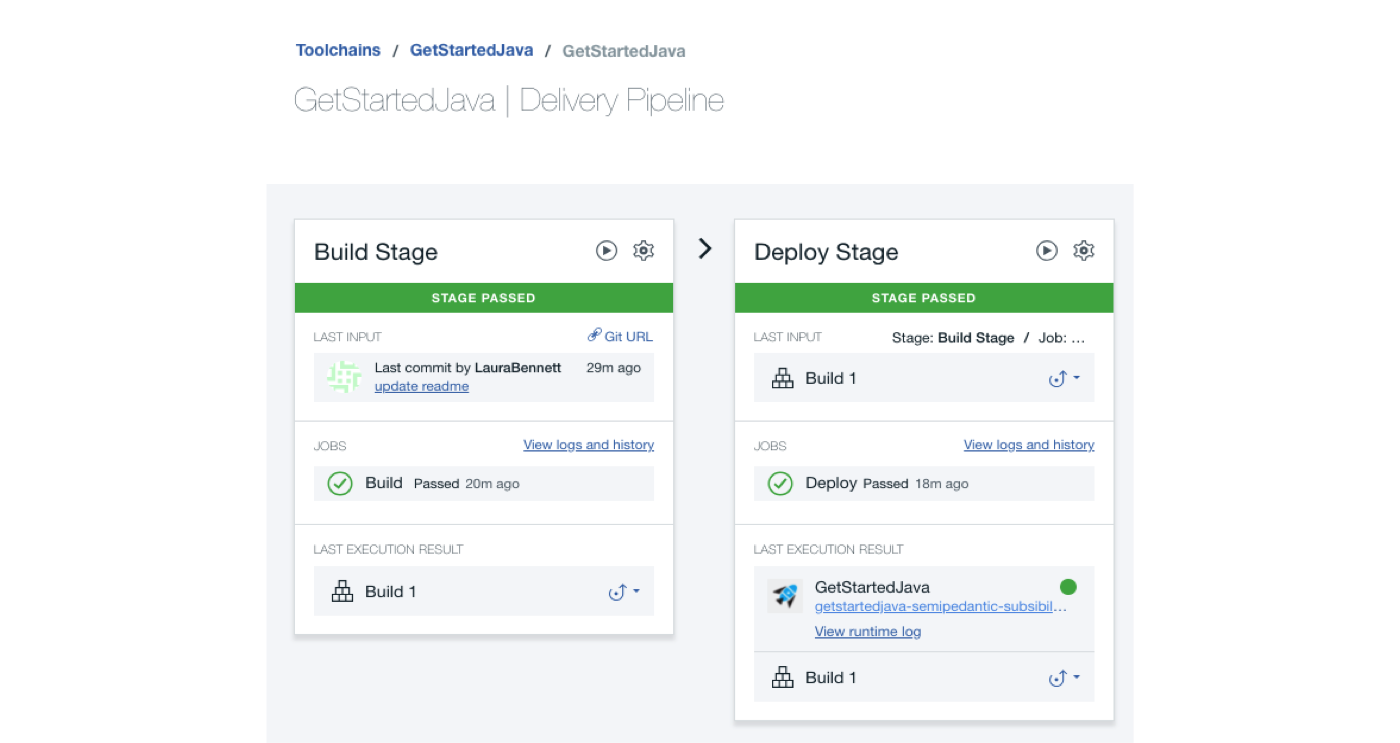 Toolchains / GetStartedJava / GetStartedJava
GetStartedJava | Delivery Pipeline
Build Stage
STAGE PASSED
LAST INPUT Git URL
Last commit by LauraBennett 29m ago
update readme
JOBS View logs and history
Build Passed 20m ago
LAST EXECUTION RESULT
Build 1
Deploy Stage
STAGE PASSED
LAST INPUT Stage: Build Stage / Job: ...
Build 1
JOBS View logs and history
Deploy Passed 18m ago
LAST EXECUTION RESULT
GetStartedJava
getstartedjava-semipedantic-subsibil...
View runtime log
Build 1